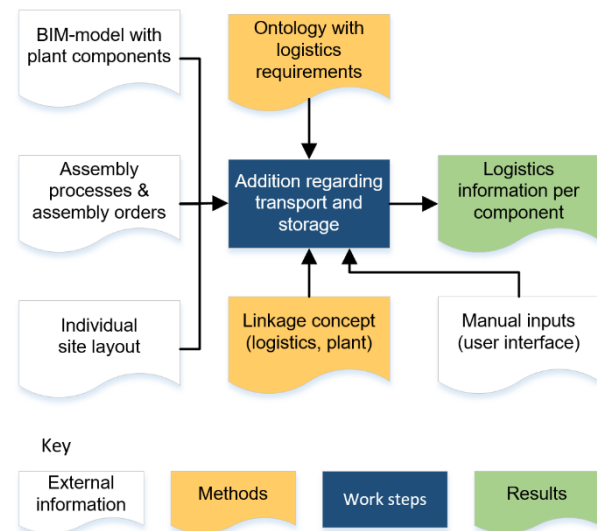 BIM-model with
plant components
Ontology with
logistics
requirements
Assembly
processes &
assembly orders
Addition regarding
transport and
storage
Logistics
information per
component
Individual
site layout
Linkage concept
(logistics, plant)
Manual inputs
(user interface)
Key
External
information
Methods
Work steps
Results